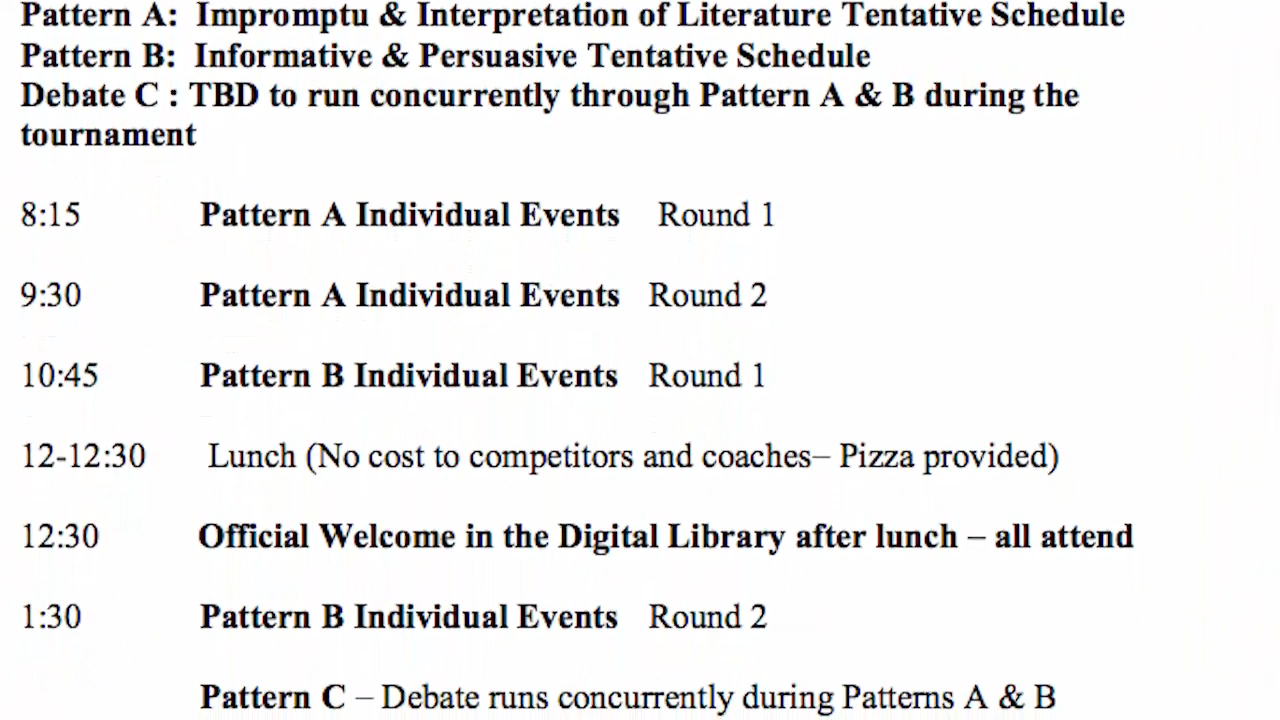 Pattern A:  Impromptu & Interpretation of Literature Tentative Schedule
Pattern B:  Informative & Persuasive Tentative Schedule
Debate C : TBD to run concurrently through Pattern A & B during the
tournament
8:15 Pattern A Individual Events Round 1
9:30 Pattern A Individual Events Round 2
10:45 Pattern B Individual Events Round 1
12-12:30 Lunch (No cost to competitors and coaches– Pizza provided)
12:30 Official Welcome in the Digital Library after lunch – all attend
1:30 Pattern B Individual Events Round 2
Pattern C – Debate runs concurrently during Patterns A & B